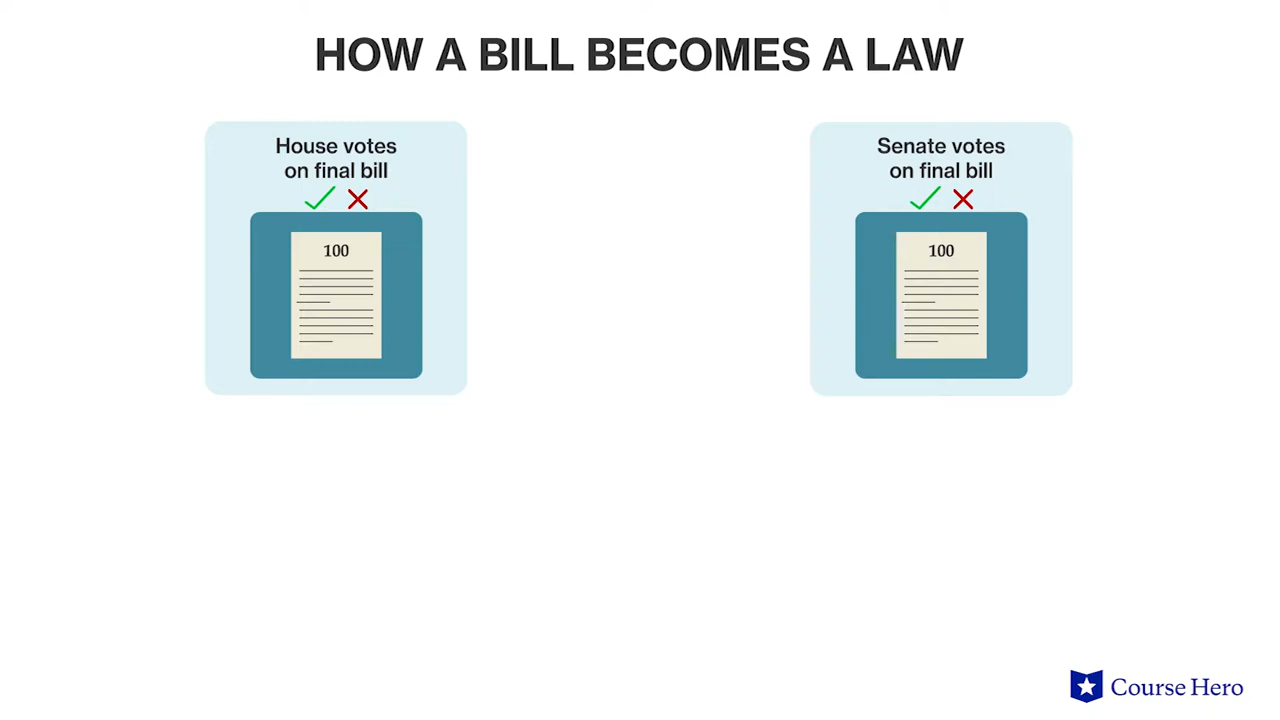 HOW A BILL BECOMES A LAW
House votes
on final bill
100
Senate votes
on final bill
100
Course Hero